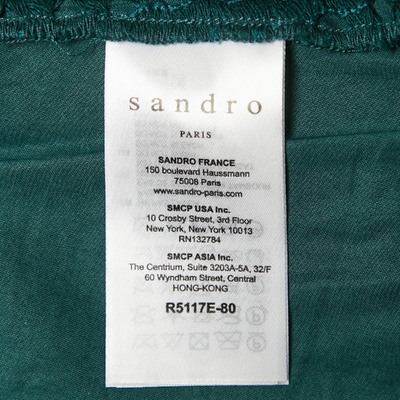 sandro
PARIS
SANDRO FRANCE
150 boulevard Haussmann
75008 Paris
www.sandro-paris.com
SMCP USA Inc.
10 Crosby Street, 3rd Floor
New York, New York 10013
RN132784
SMCP ASIA Inc.
The Centrium, Suite 3203A-5A, 32/F
60 Wyndham Street, Central
HONG-KONG
R5117E-80